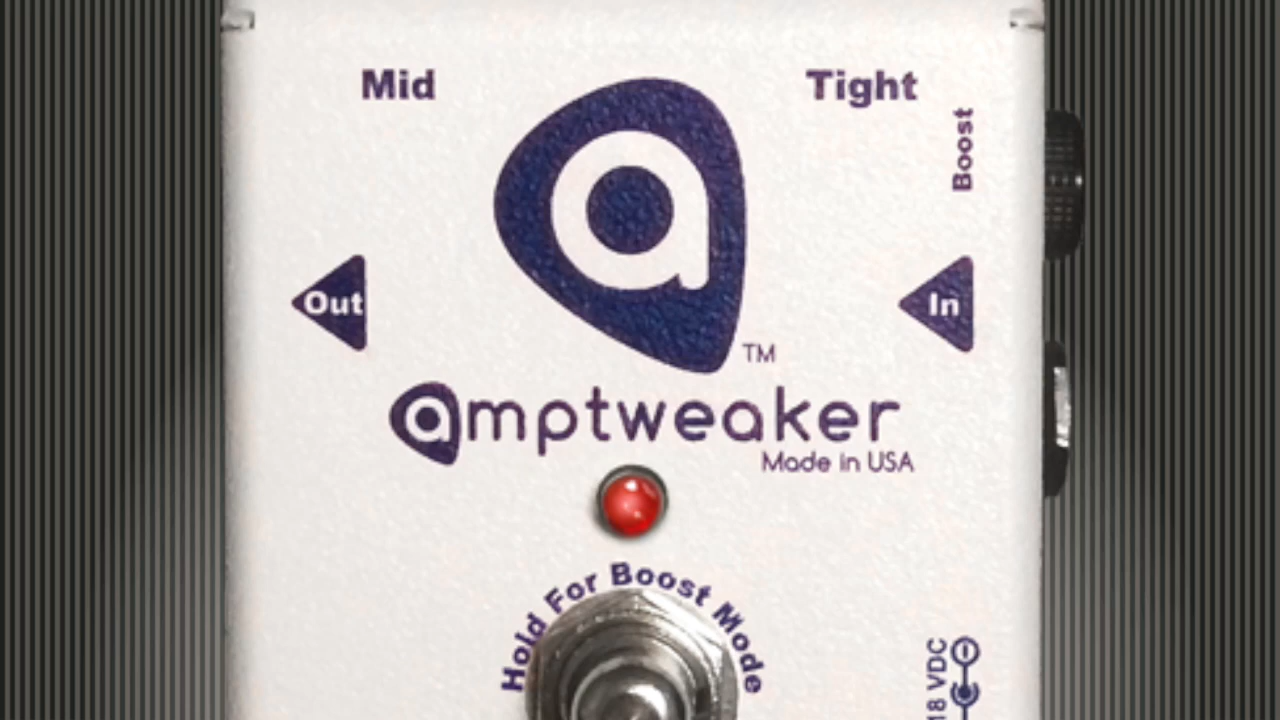 Mid
Tight
Boost
Out
In
TM
amptweaker
Made in USA
Hold For Boost Mode
18 VDC